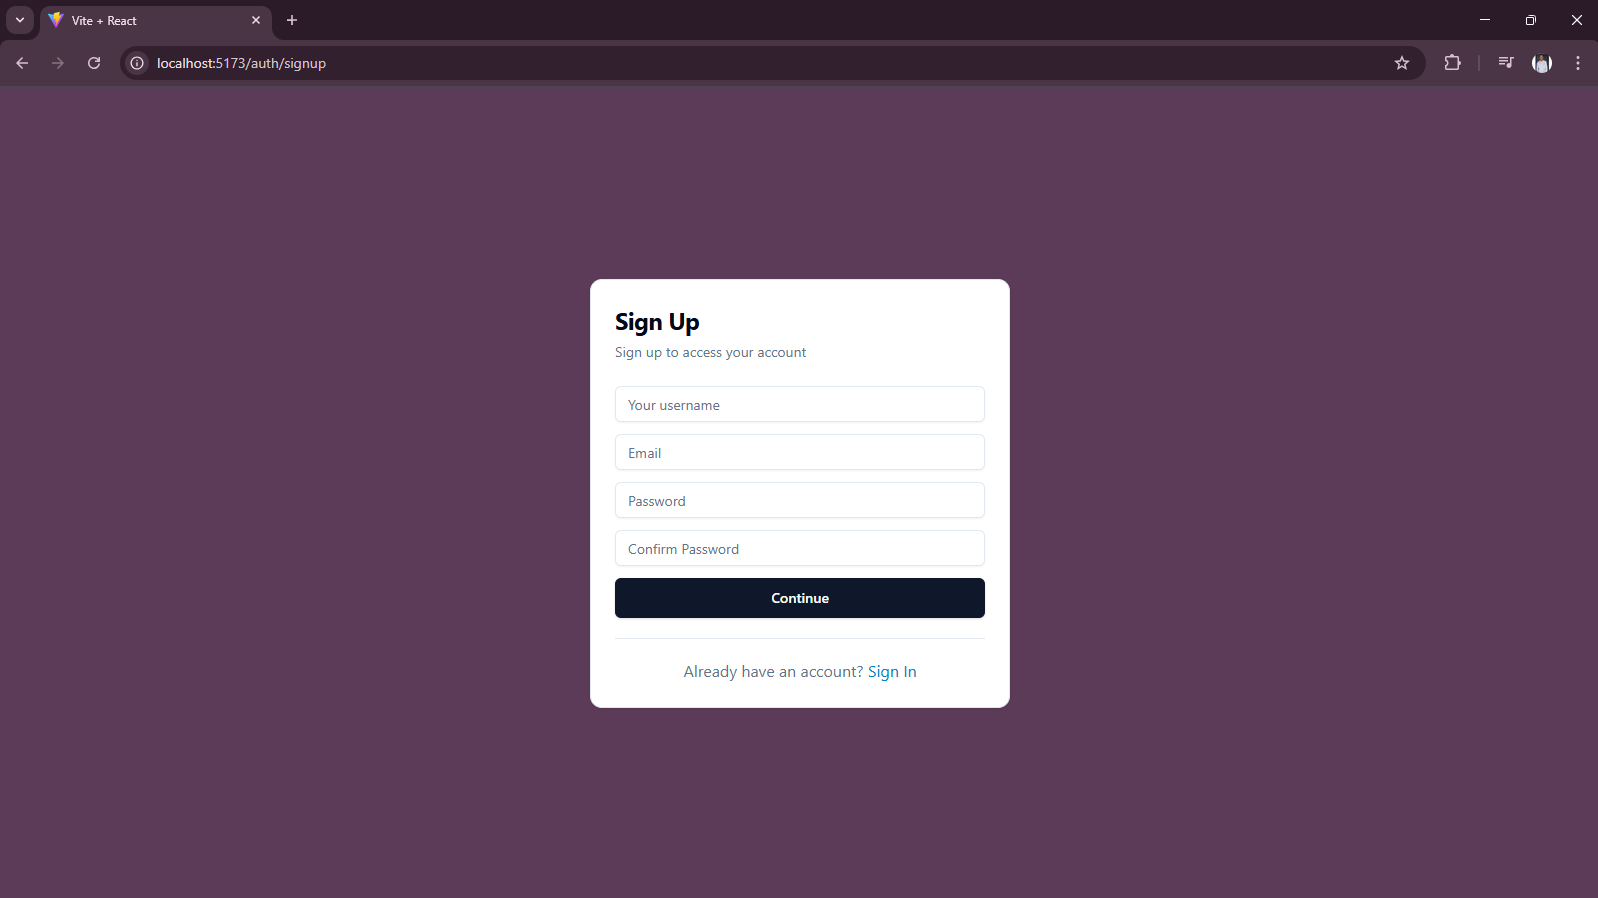 Vite + React
localhost:5173/auth/signup
Sign Up
Sign up to access your account
Your username
Email
Password
Confirm Password
Continue
Already have an account? Sign In